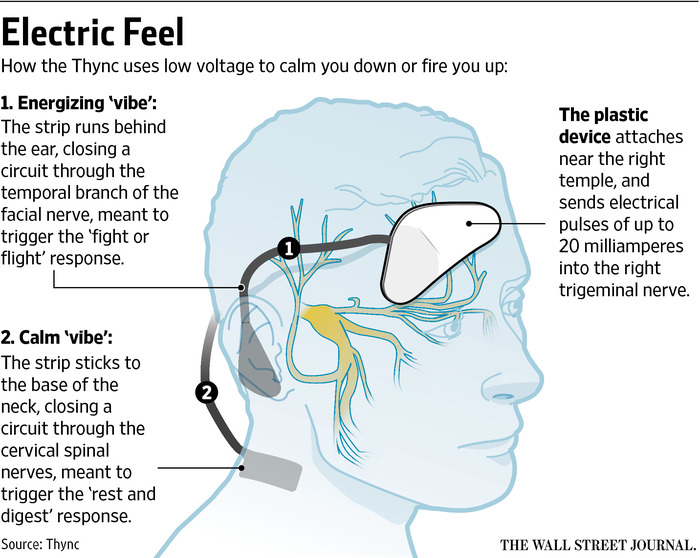 Electric Feel
How the Thync uses low voltage to calm you down or fire you up:
1. Energizing ‘vibe’:
The strip runs behind
the ear, closing a
circuit through the
temporal branch of the
facial nerve, meant to
trigger the ‘fight or
flight’ response.
2. Calm ‘vibe’:
The strip sticks to
the base of the
neck, closing a
circuit through the
cervical spinal
nerves, meant to
trigger the ‘rest and
digest’ response.
1
2
The plastic
device attaches
near the right
temple, and
sends electrical
pulses of up to
20 milliamperes
into the right
trigeminal nerve.
Source: Thync
THE WALL STREET JOURNAL.